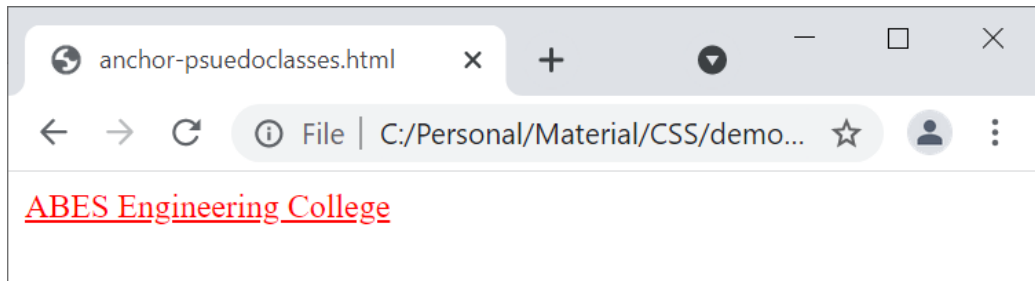 anchor-psuedoclasses.html
File | C:/Personal/Material/CSS/demo...
ABES Engineering College